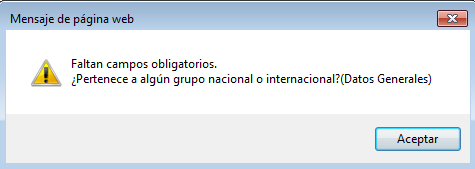 Mensaje de página web
Faltan campos obligatorios.
¿Pertenece a algún grupo nacional o internacional?(Datos Generales)
Aceptar